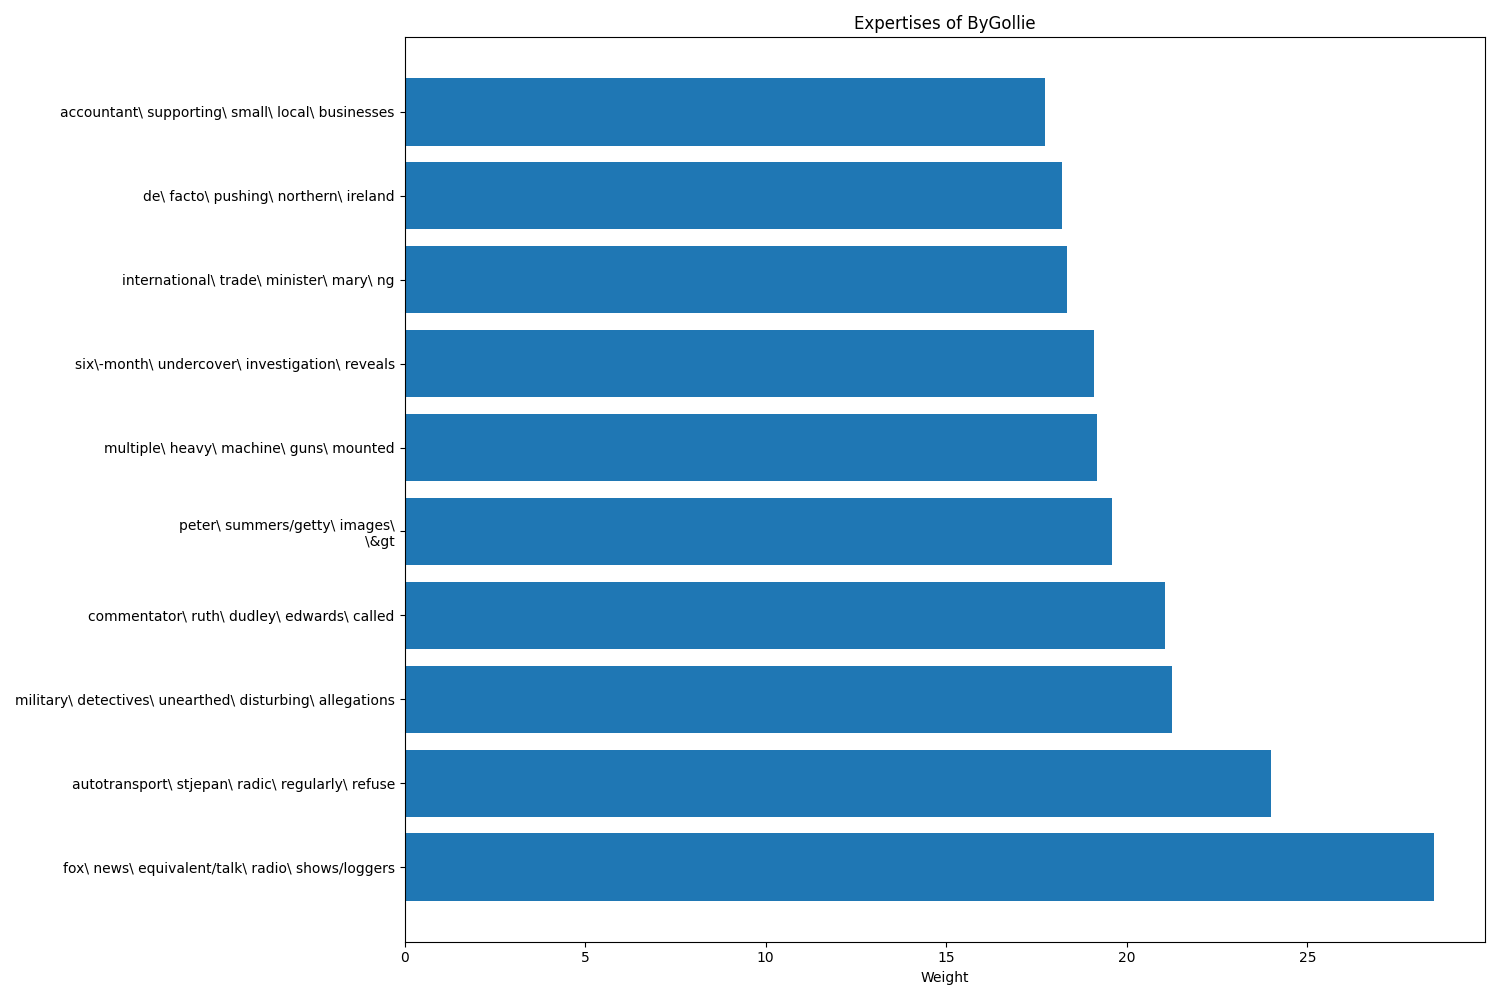 Expertises of ByGollie
accountant\ supporting\ small\ local\ businesses
de\ facto\ pushing\ northern\ ireland
international\ trade\ minister\ mary\ ng
six\-month\ undercover\ investigation\ reveals
multiple\ heavy\ machine\ guns\ mounted
peter\ summers/getty\ images\
\&gt
commentator\ ruth\ dudley\ edwards\ called
military\ detectives\ unearthed\ disturbing\ allegations
autotransport\ stjepan\ radic\ regularly\ refuse
fox\ news\ equivalent/talk\ radio\ shows/loggers
0 5 10 15 20 25
Weight